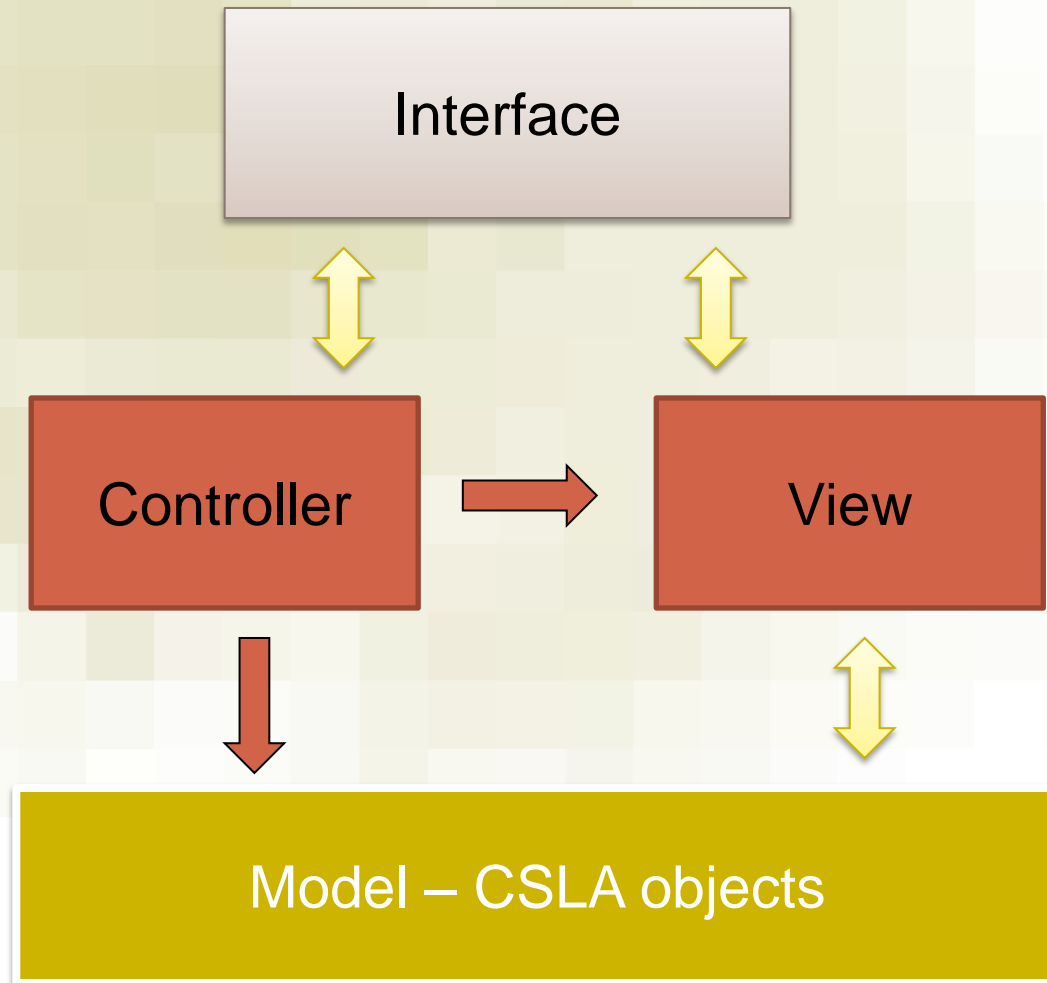 Interface
Controller
View
Model – CSLA objects